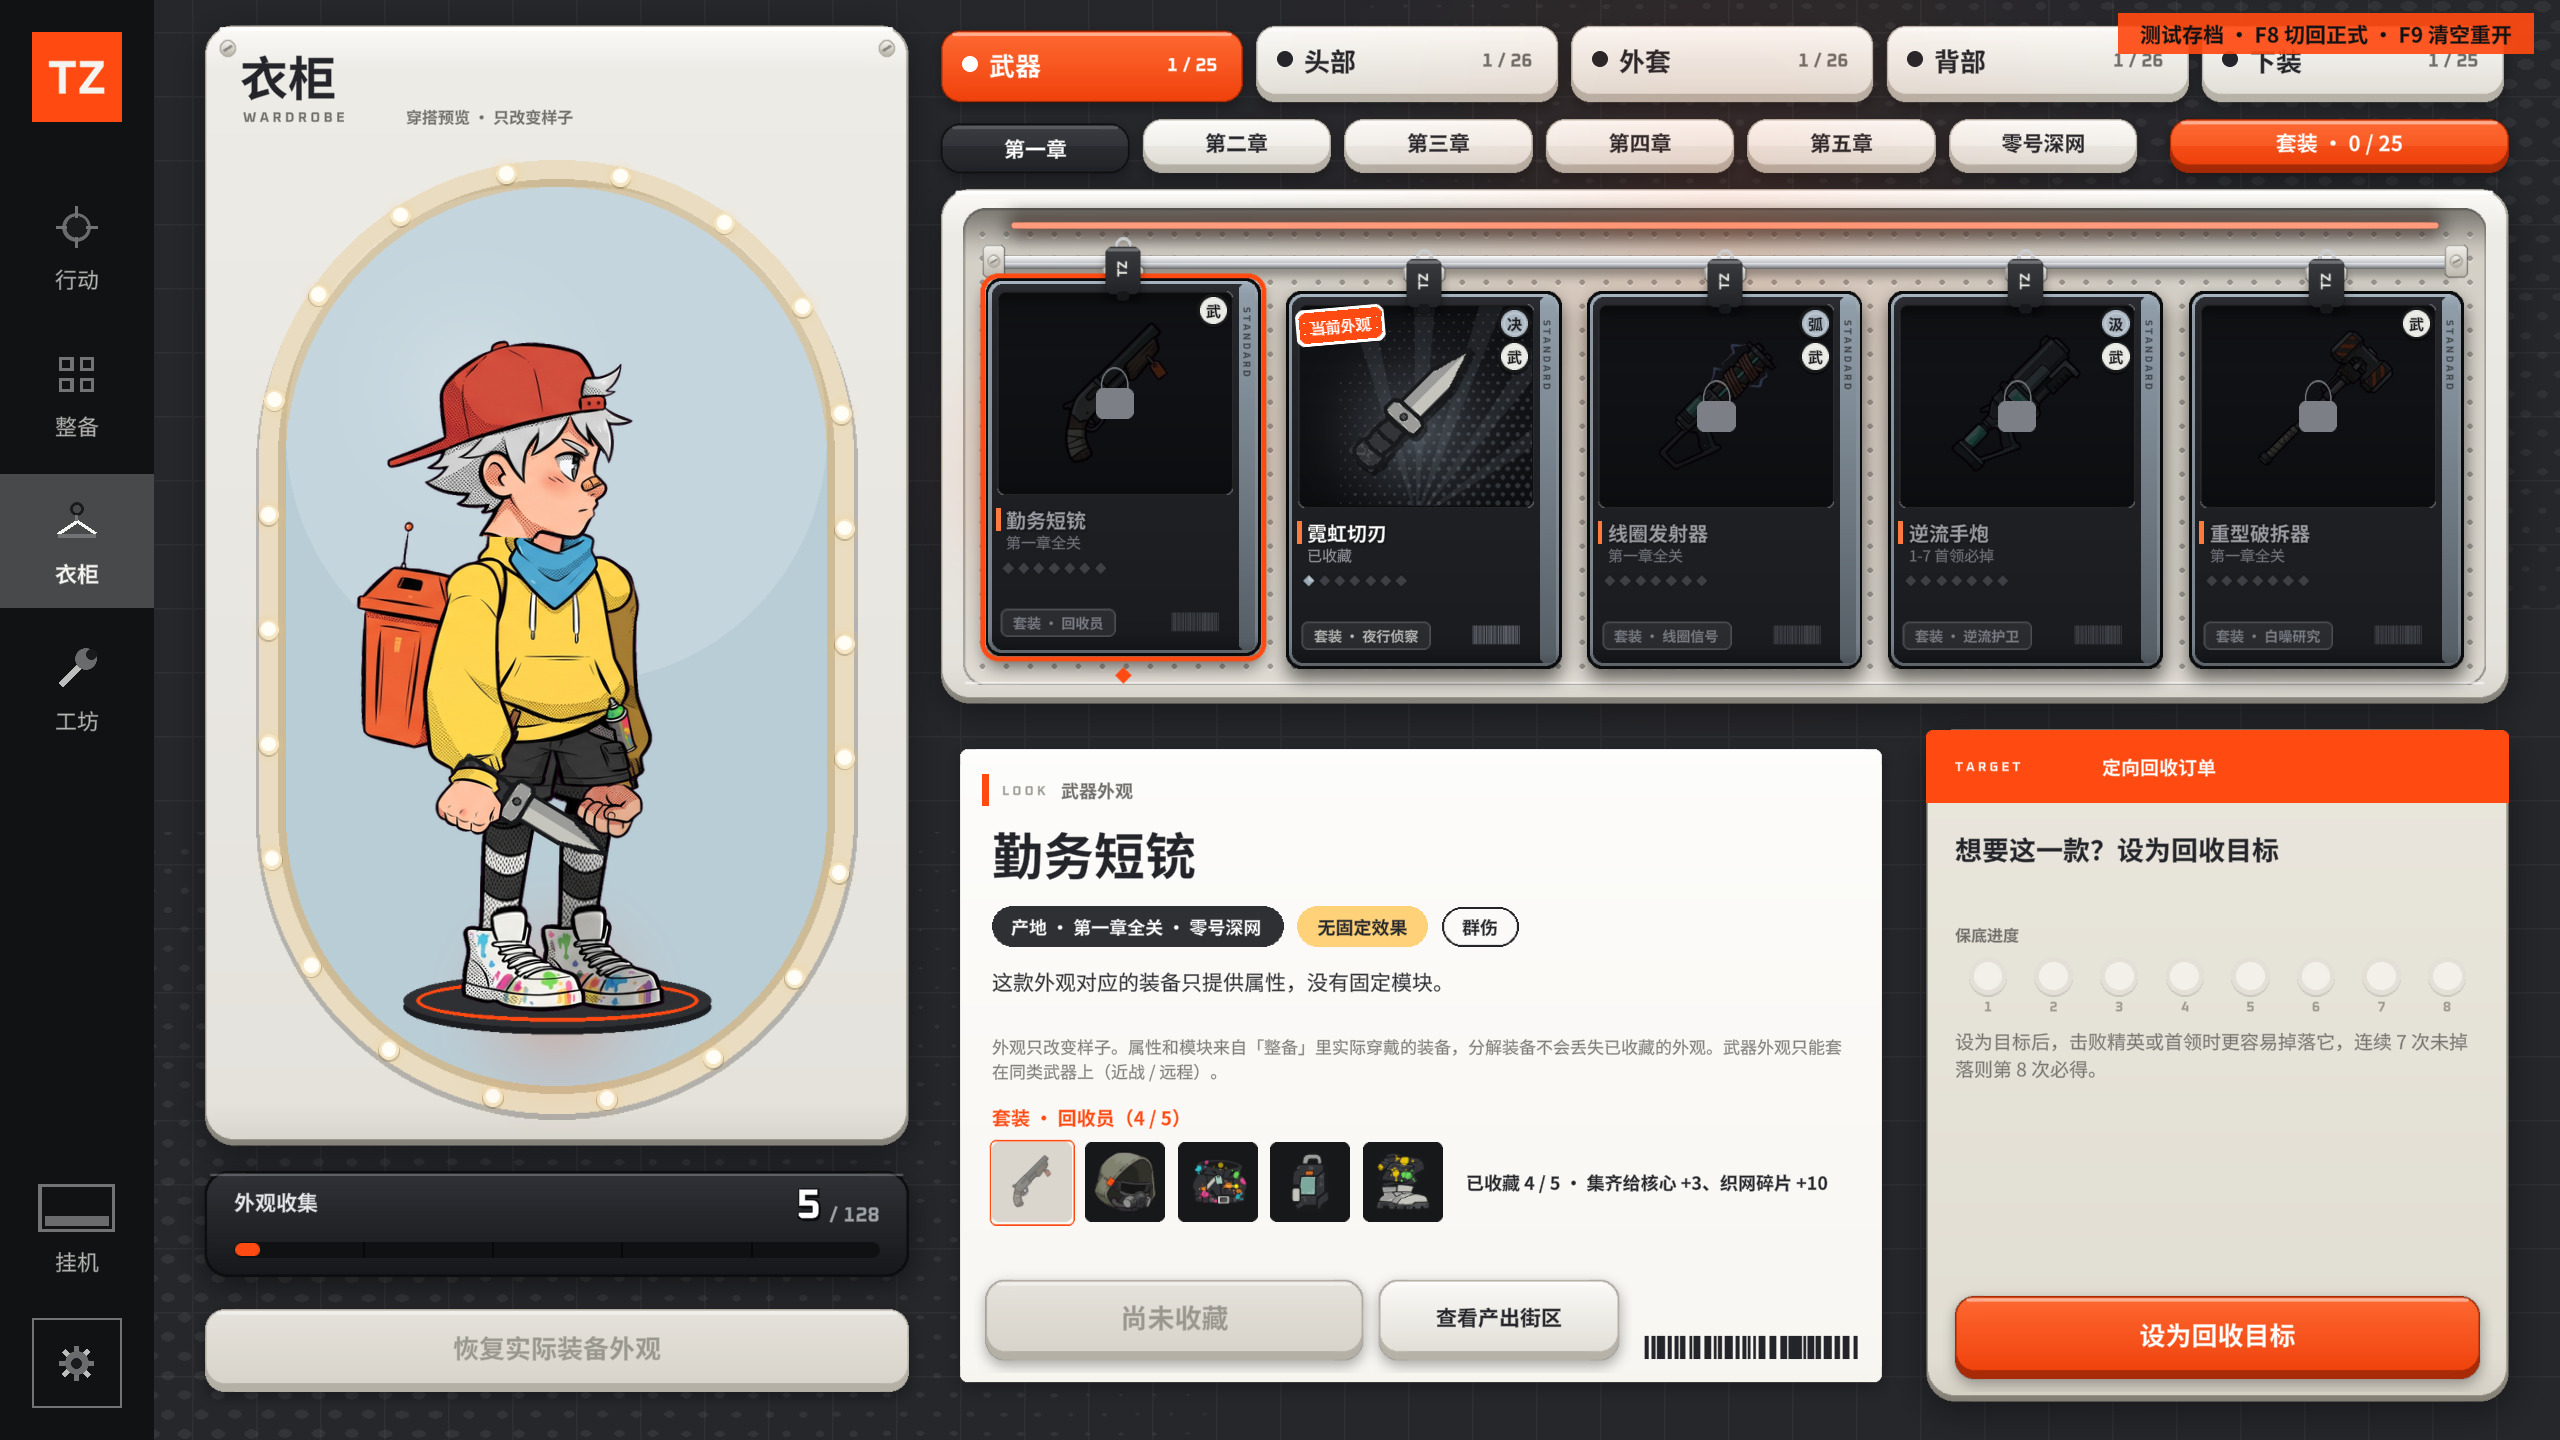 TZ
行动
整备
衣柜
工坊
挂机
衣柜
WARDROBE
穿搭预览 · 只改变样子
外观收集
5 / 128
恢复实际装备外观
测试存档 · F8 切回正式 · F9 清空重开
武器 1 / 25
头部 1 / 26
外套 1 / 26
背部 1 / 26
下装 1 / 25
第一章
第二章
第三章
第四章
第五章
零号深网
套装 · 0 / 25
TZ
武
STANDARD
勤务短铳
第一章全关
套装 · 回收员
TZ
当前外观
决
武
STANDARD
霓虹切刃
已收藏
套装 · 夜行侦察
TZ
弧
武
STANDARD
线圈发射器
第一章全关
套装 · 线圈信号
TZ
汲
武
STANDARD
逆流手炮
1-7 首领必掉
套装 · 逆流护卫
TZ
武
STANDARD
重型破拆器
第一章全关
套装 · 白噪研究
LOOK 武器外观
勤务短铳
产地 · 第一章全关 · 零号深网
无固定效果
群伤
这款外观对应的装备只提供属性，没有固定模块。
外观只改变样子。属性和模块来自「整备」里实际穿戴的装备，分解装备不会丢失已收藏的外观。武器外观只能套
在同类武器上（近战 / 远程）。
套装 · 回收员（4 / 5）
已收藏 4 / 5 · 集齐给核心 +3、织网碎片 +10
尚未收藏
查看产出街区
TARGET 定向回收订单
想要这一款？设为回收目标
保底进度
1 2 3 4 5 6 7 8
设为目标后，击败精英或首领时更容易掉落它，连续 7 次未掉
落则第 8 次必得。
设为回收目标